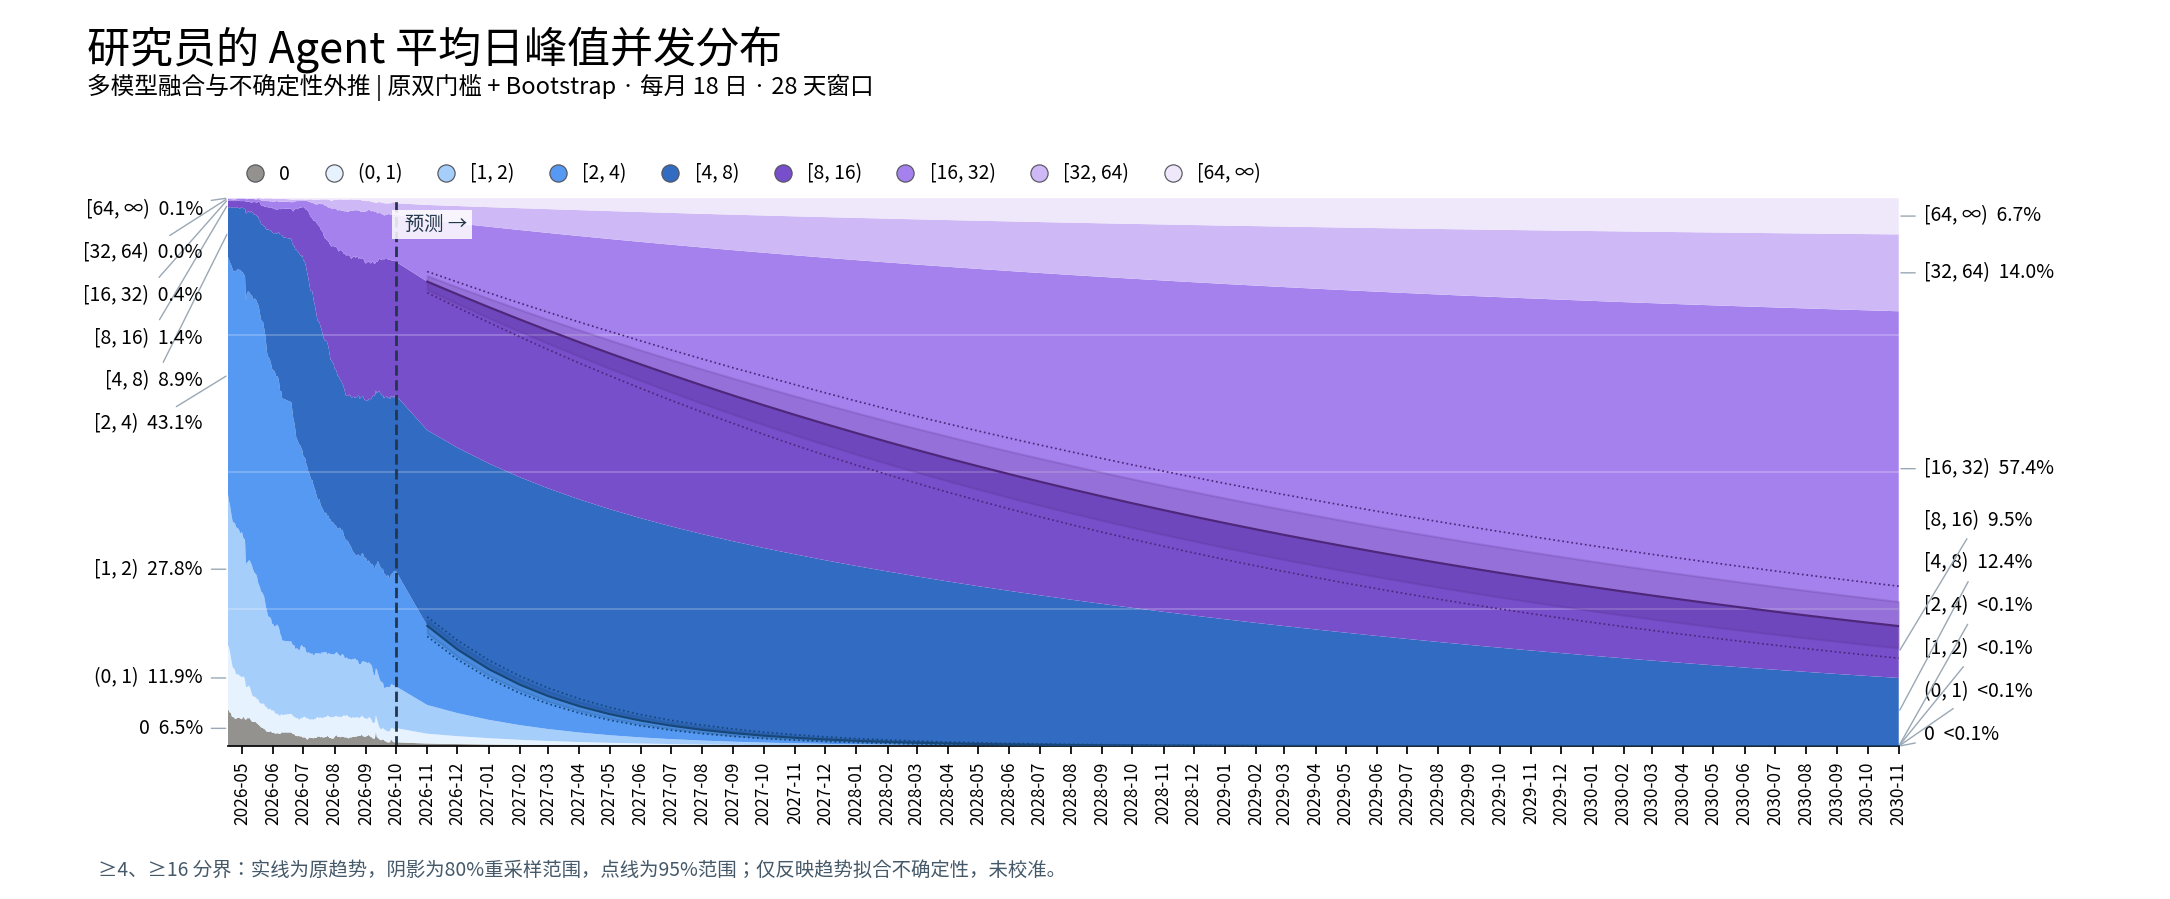 研究员的 Agent 平均日峰值并发分布
多模型融合与不确定性外推 | 原双门槛 + Bootstrap · 每月 18 日 · 28 天窗口
0 (0, 1) [1, 2) [2, 4) [4, 8) [8, 16) [16, 32) [32, 64) [64, ∞)
预测 →
[64, ∞) 0.1%
[32, 64) 0.0%
[16, 32) 0.4%
[8, 16) 1.4%
[4, 8) 8.9%
[2, 4) 43.1%
[1, 2) 27.8%
(0, 1) 11.9%
0 6.5%
[64, ∞) 6.7%
[32, 64) 14.0%
[16, 32) 57.4%
[8, 16) 9.5%
[4, 8) 12.4%
[2, 4) <0.1%
[1, 2) <0.1%
(0, 1) <0.1%
0 <0.1%
2026-05
2026-06
2026-07
2026-08
2026-09
2026-10
2026-11
2026-12
2027-01
2027-02
2027-03
2027-04
2027-05
2027-06
2027-07
2027-08
2027-09
2027-10
2027-11
2027-12
2028-01
2028-02
2028-03
2028-04
2028-05
2028-06
2028-07
2028-08
2028-09
2028-10
2028-11
2028-12
2029-01
2029-02
2029-03
2029-04
2029-05
2029-06
2029-07
2029-08
2029-09
2029-10
2029-11
2029-12
2030-01
2030-02
2030-03
2030-04
2030-05
2030-06
2030-07
2030-08
2030-09
2030-10
2030-11
≥4、≥16 分界：实线为原趋势，阴影为80%重采样范围，点线为95%范围；仅反映趋势拟合不确定性，未校准。